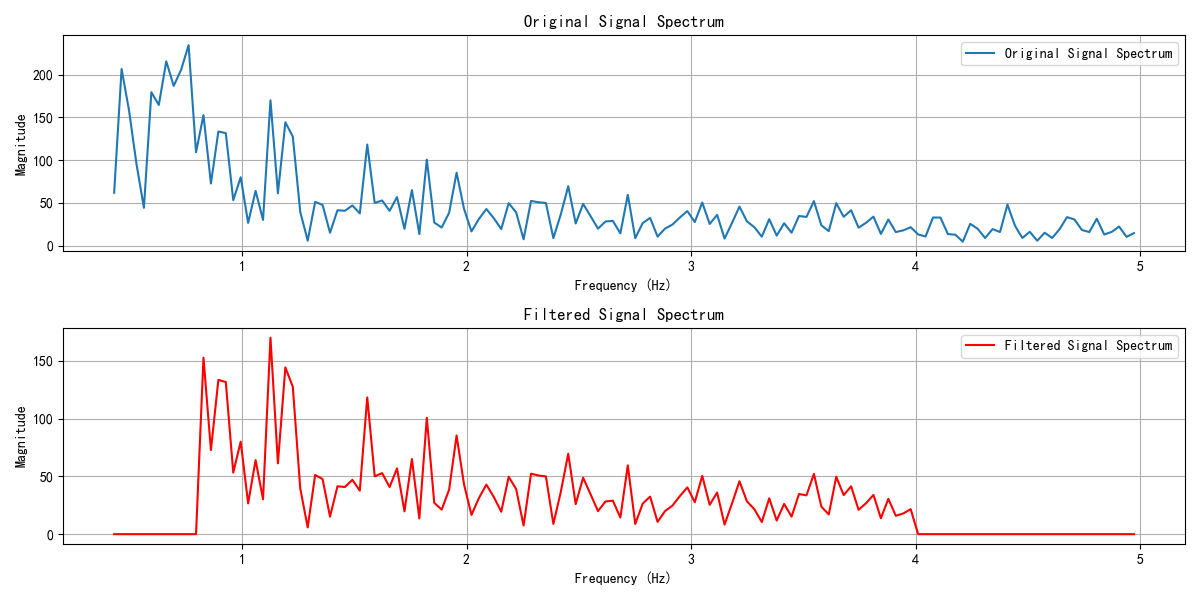 Original Signal Spectrum
Original Signal Spectrum
Magnitude
200
150
100
50
0
1 2 3 4 5
Frequency (Hz)
Filtered Signal Spectrum
Filtered Signal Spectrum
Magnitude
150
100
50
0
1 2 3 4 5
Frequency (Hz)